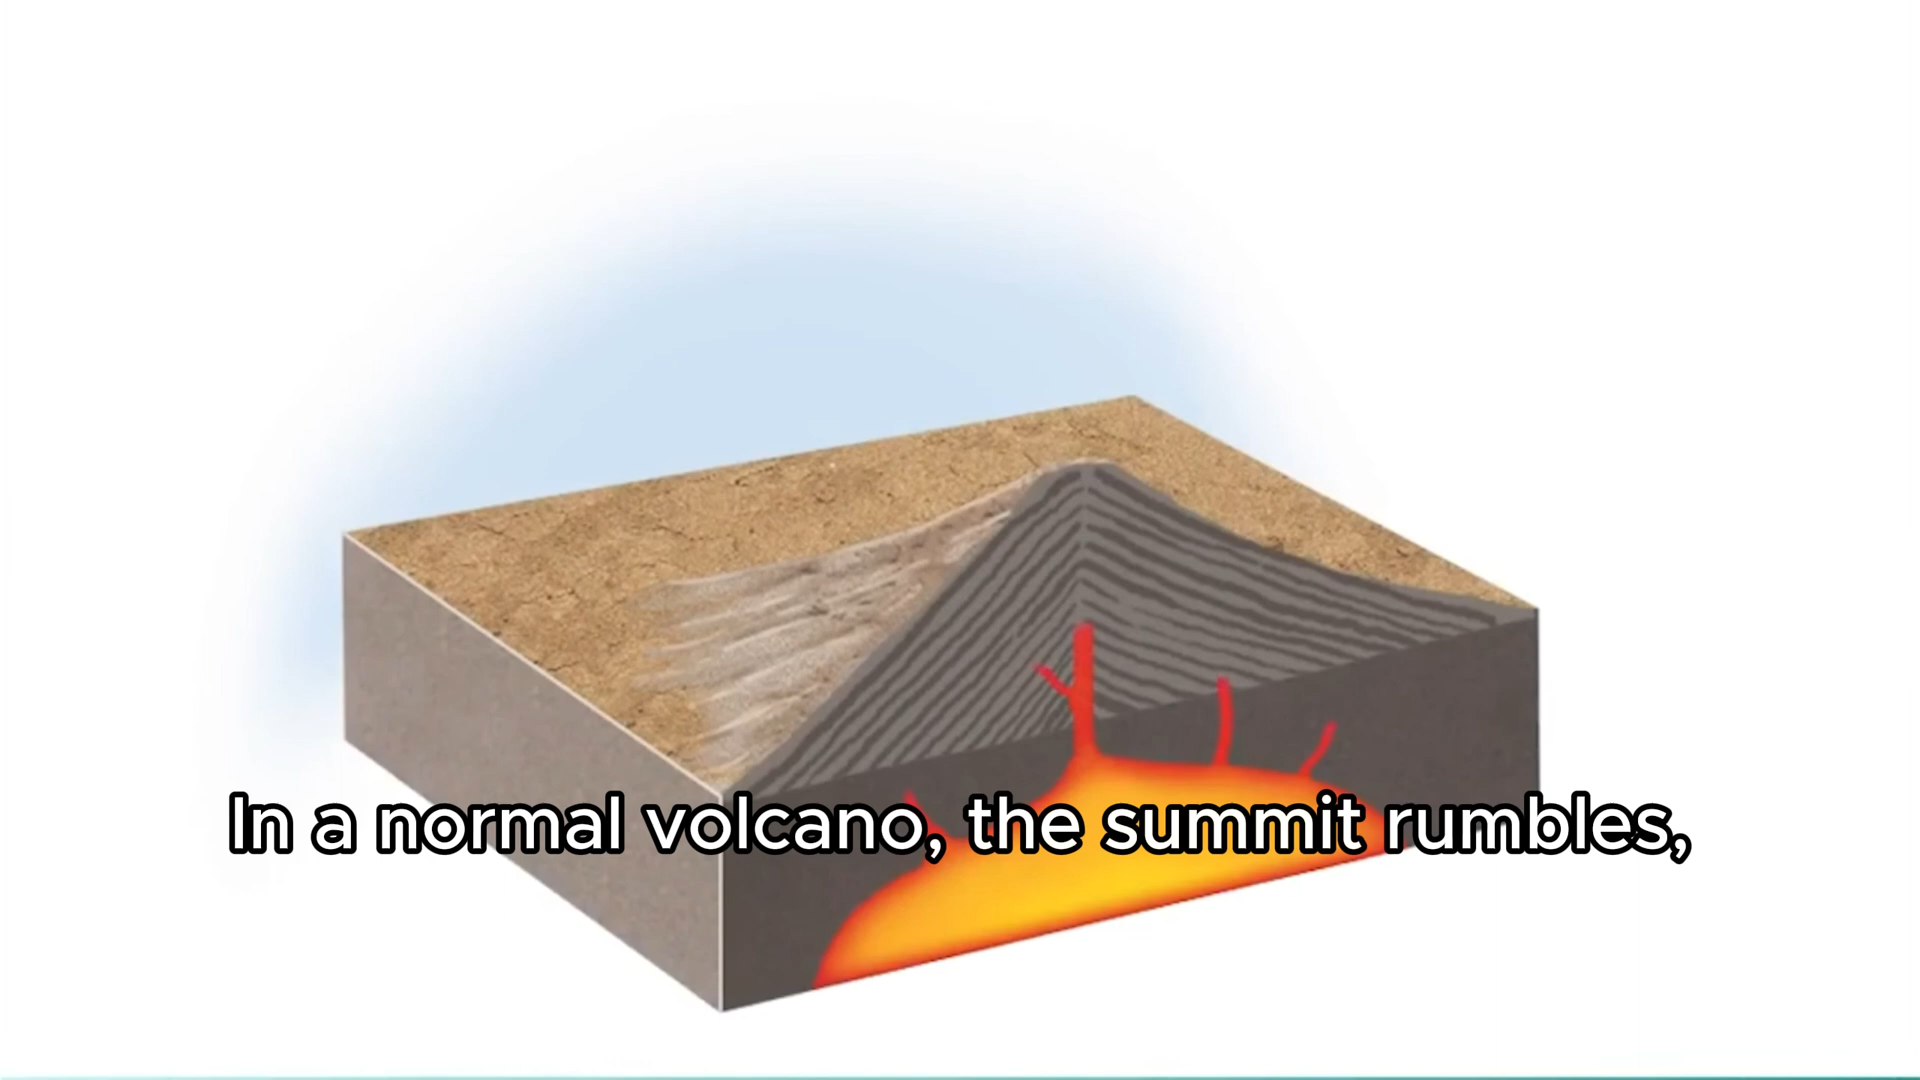 In a normal volcano, the summit rumbles,